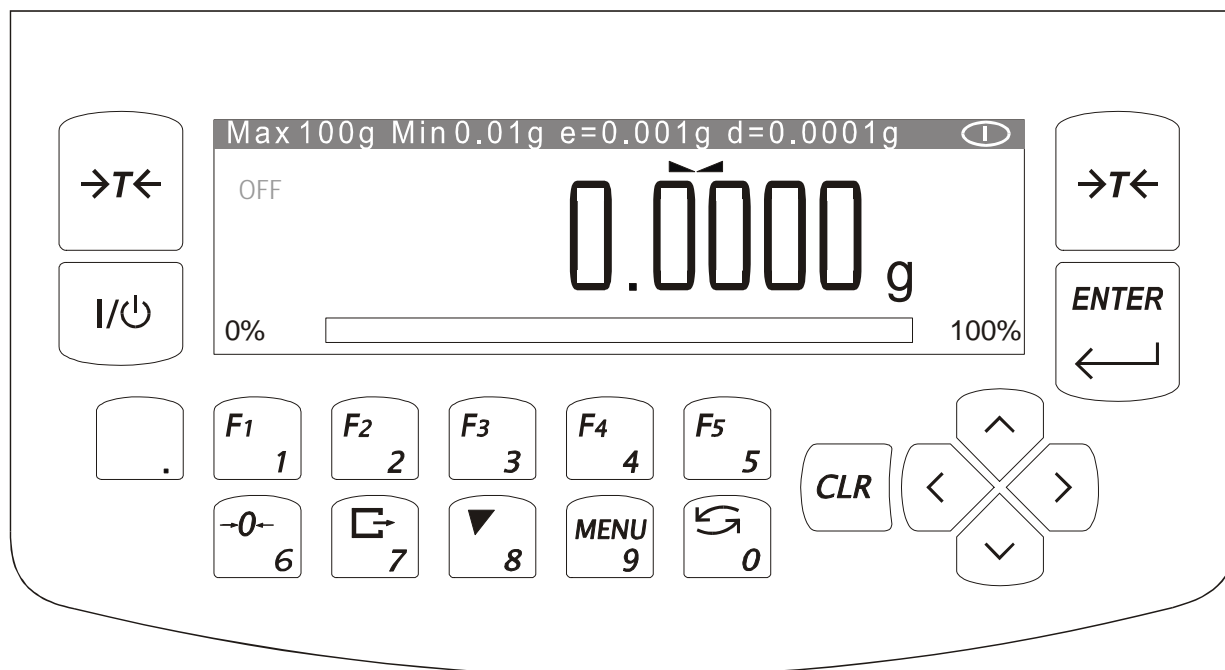 Max 100g Min 0.01g e=0.001g d=0.0001g
→T←
→T←
OFF
0.0000 g
I/⏻
ENTER
0% 100%
. F1 1 F2 2 F3 3 F4 4 F5 5
CLR
→0← 6 7 8 MENU 9 0